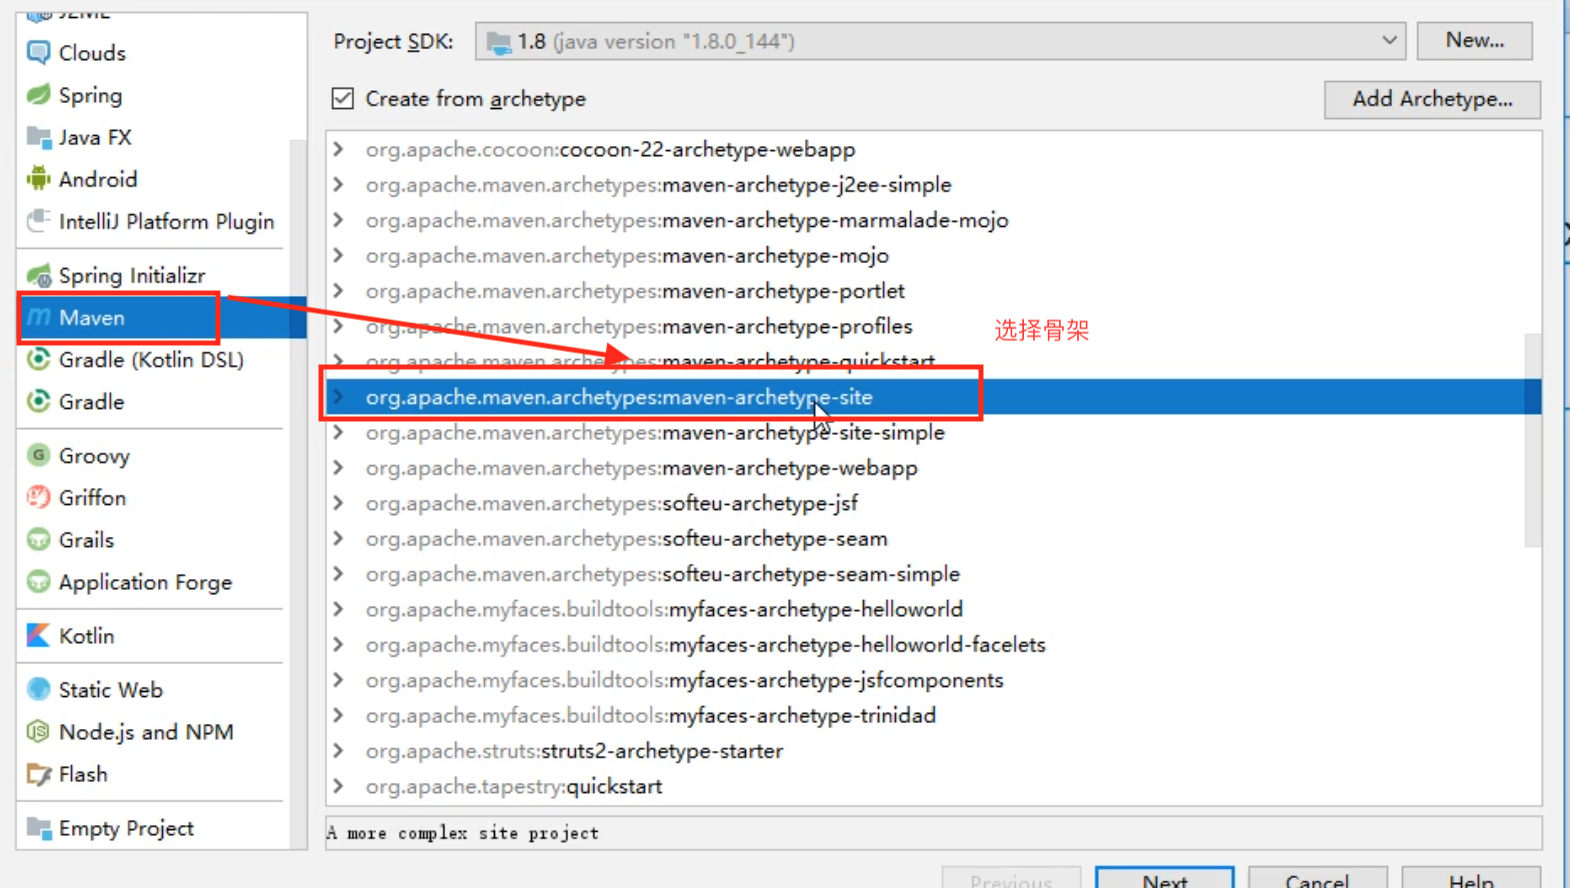 J2ME
Clouds
Spring
Java FX
Android
IntelliJ Platform Plugin
Spring Initializr
Maven
Gradle (Kotlin DSL)
Gradle
Groovy
Griffon
Grails
Application Forge
Kotlin
Static Web
Node.js and NPM
Flash
Empty Project
Project SDK: 1.8 (java version "1.8.0_144") New...
Create from archetype Add Archetype...
org.apache.cocoon:cocoon-22-archetype-webapp
org.apache.maven.archetypes:maven-archetype-j2ee-simple
org.apache.maven.archetypes:maven-archetype-marmalade-mojo
org.apache.maven.archetypes:maven-archetype-mojo
org.apache.maven.archetypes:maven-archetype-portlet
org.apache.maven.archetypes:maven-archetype-profiles
选择骨架
org.apache.maven.archetypes:maven-archetype-quickstart
org.apache.maven.archetypes:maven-archetype-site
org.apache.maven.archetypes:maven-archetype-site-simple
org.apache.maven.archetypes:maven-archetype-webapp
org.apache.maven.archetypes:softeu-archetype-jsf
org.apache.maven.archetypes:softeu-archetype-seam
org.apache.maven.archetypes:softeu-archetype-seam-simple
org.apache.myfaces.buildtools:myfaces-archetype-helloworld
org.apache.myfaces.buildtools:myfaces-archetype-helloworld-facelets
org.apache.myfaces.buildtools:myfaces-archetype-jsfcomponents
org.apache.myfaces.buildtools:myfaces-archetype-trinidad
org.apache.struts:struts2-archetype-starter
org.apache.tapestry:quickstart
A more complex site project
Previous Next Cancel Help